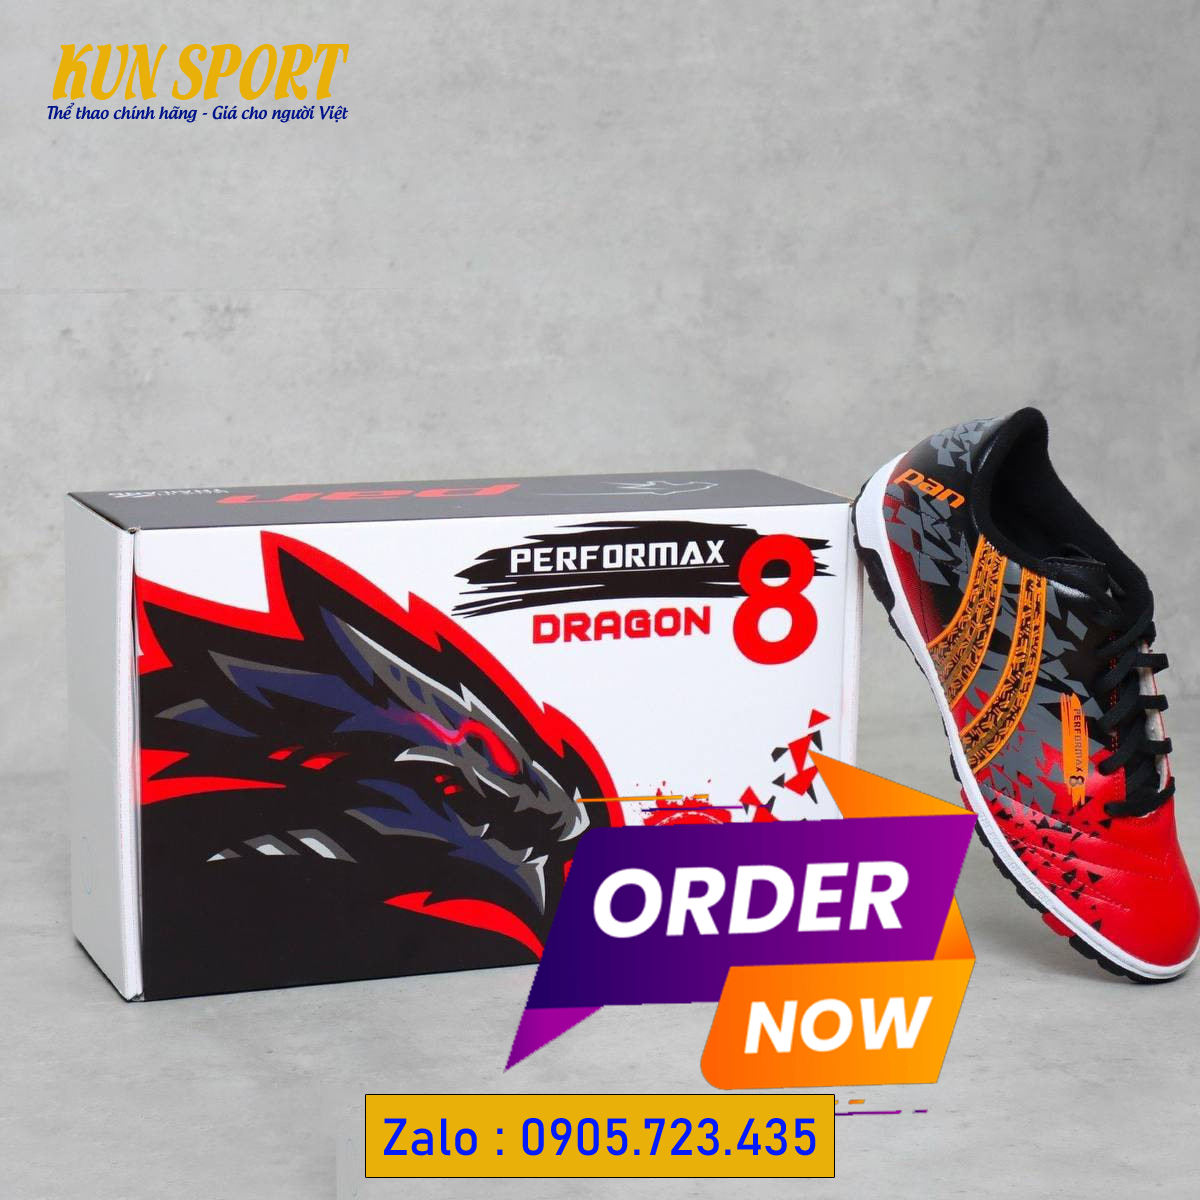 KUN SPORT
Thể thao chính hãng - Giá cho người Việt
pan
PERFORMAX
DRAGON 8
pan
PERFORMAX
8
ORDER
NOW
Zalo : 0905.723.435